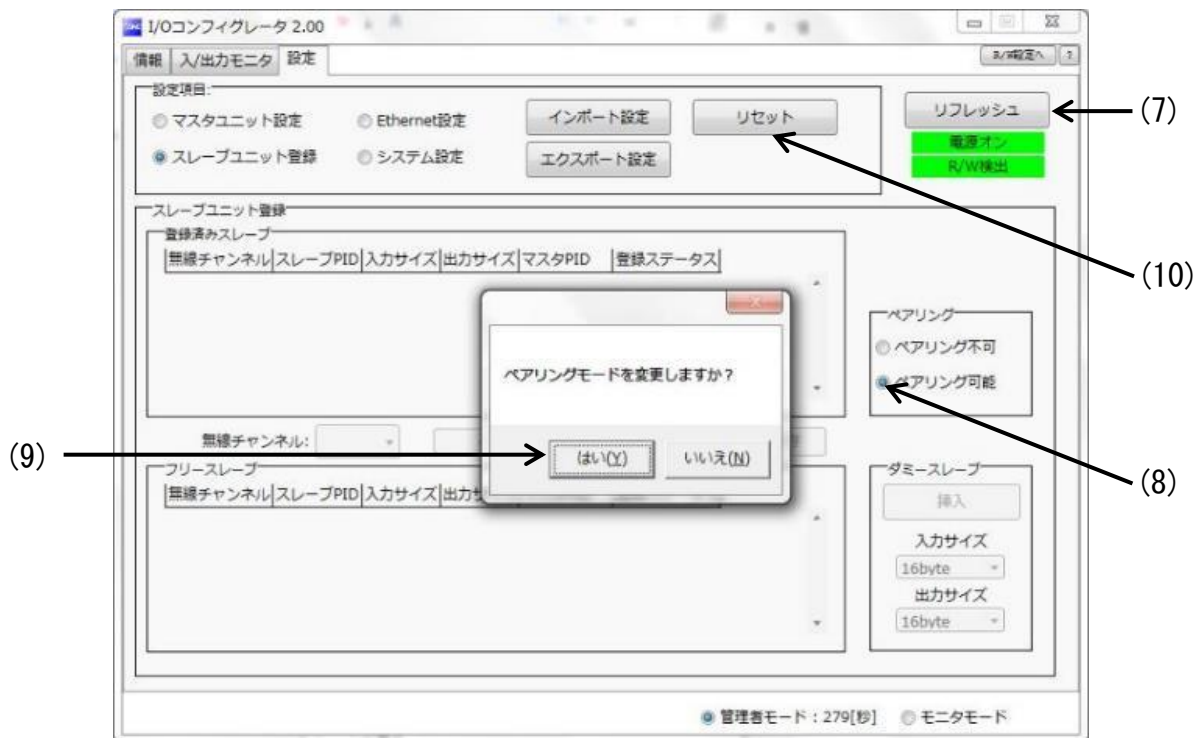 I/Oコンフィグレータ 2.00
情報 入/出力モニタ 設定 R/W設定へ ?
設定項目:
マスタユニット設定 Ethernet設定 インポート設定 リセット リフレッシュ (7)
電源オン
スレーブユニット登録 システム設定 エクスポート設定 R/W検出
スレーブユニット登録
登録済みスレーブ
無線チャンネル スレーブPID 入力サイズ 出力サイズ マスタPID 登録ステータス
(10)
ペアリング
ペアリング不可
ペアリングモードを変更しますか?
ペアリング可能
無線チャンネル:
(9) はい(Y) いいえ(N)
フリースレーブ ダミースレーブ
(8)
無線チャンネル スレーブPID 入力サイズ 出力サ
挿入
入力サイズ
16byte
出力サイズ
16byte
管理者モード : 279[秒] モニタモード